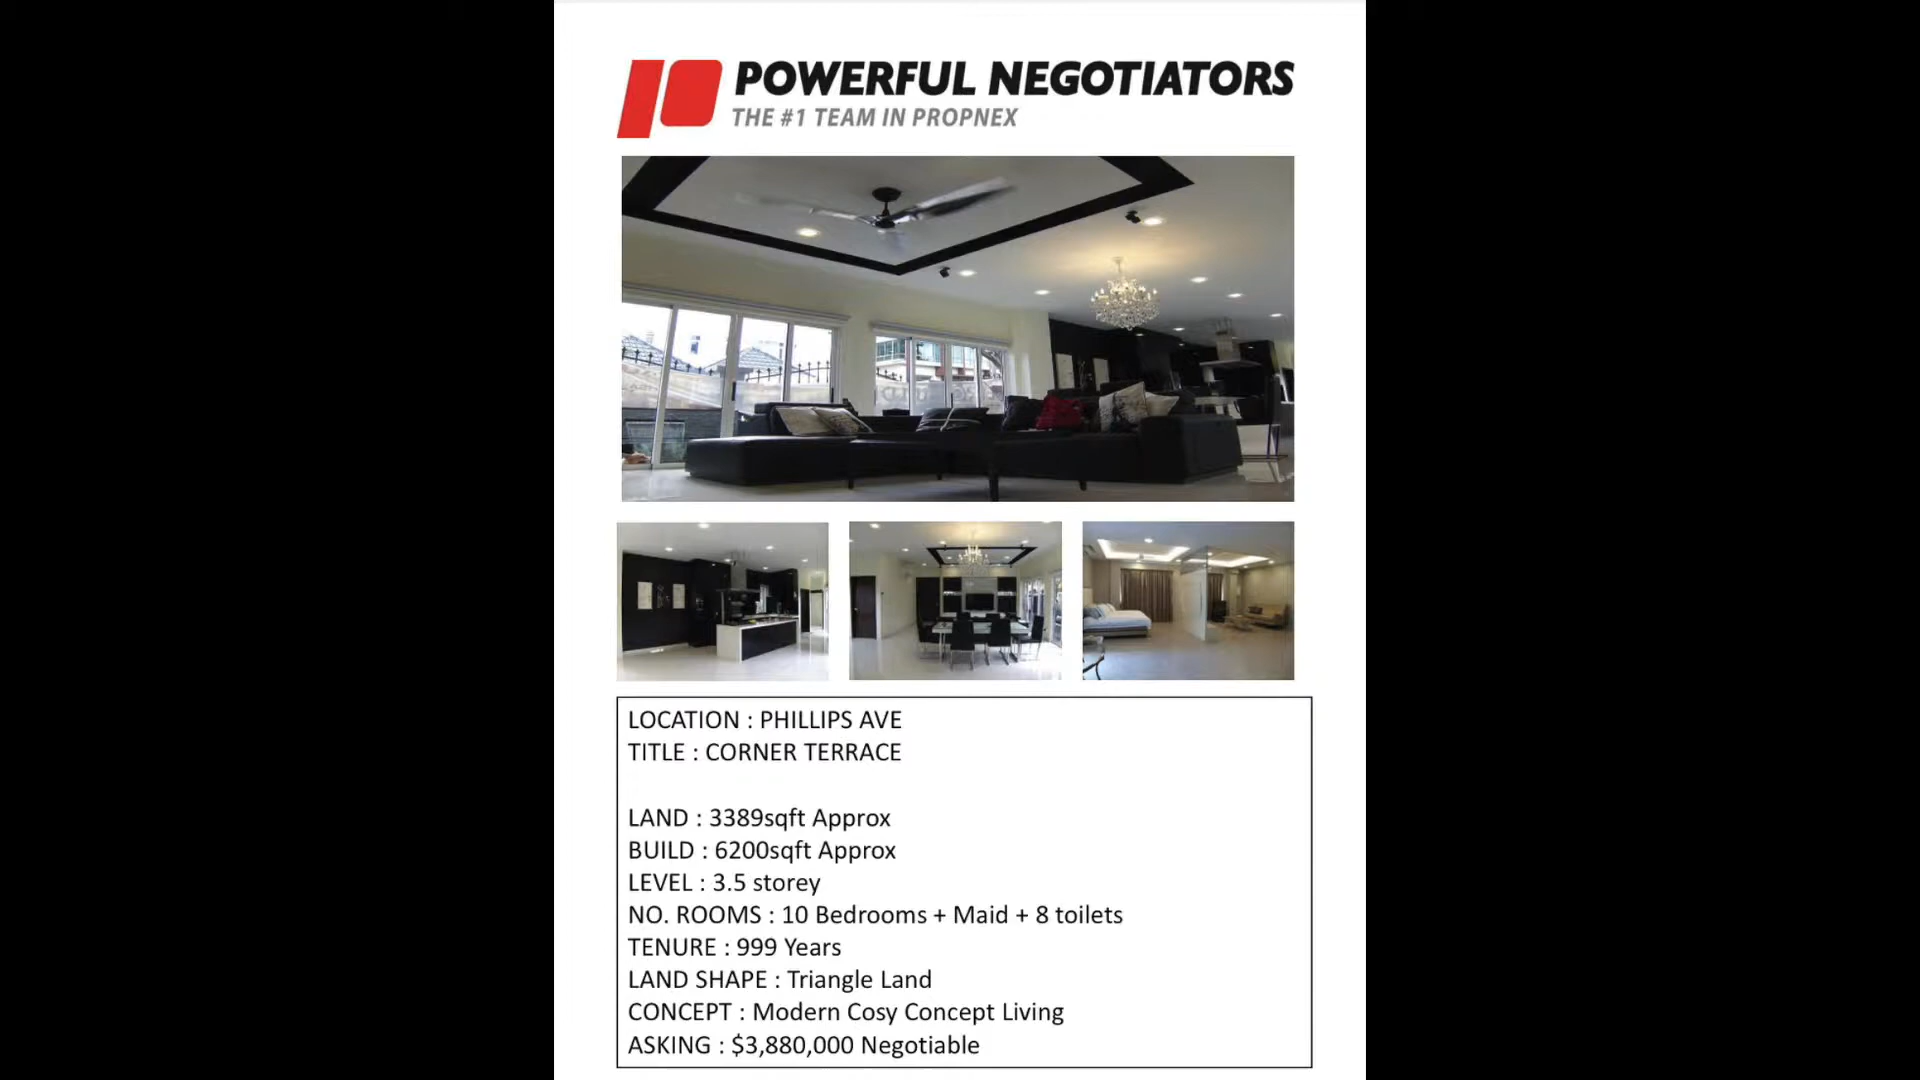 POWERFUL NEGOTIATORS
THE #1 TEAM IN PROPNEX
LOCATION : PHILLIPS AVE
TITLE : CORNER TERRACE
LAND : 3389sqft Approx
BUILD : 6200sqft Approx
LEVEL : 3.5 storey
NO. ROOMS : 10 Bedrooms + Maid + 8 toilets
TENURE : 999 Years
LAND SHAPE : Triangle Land
CONCEPT : Modern Cosy Concept Living
ASKING : $3,880,000 Negotiable